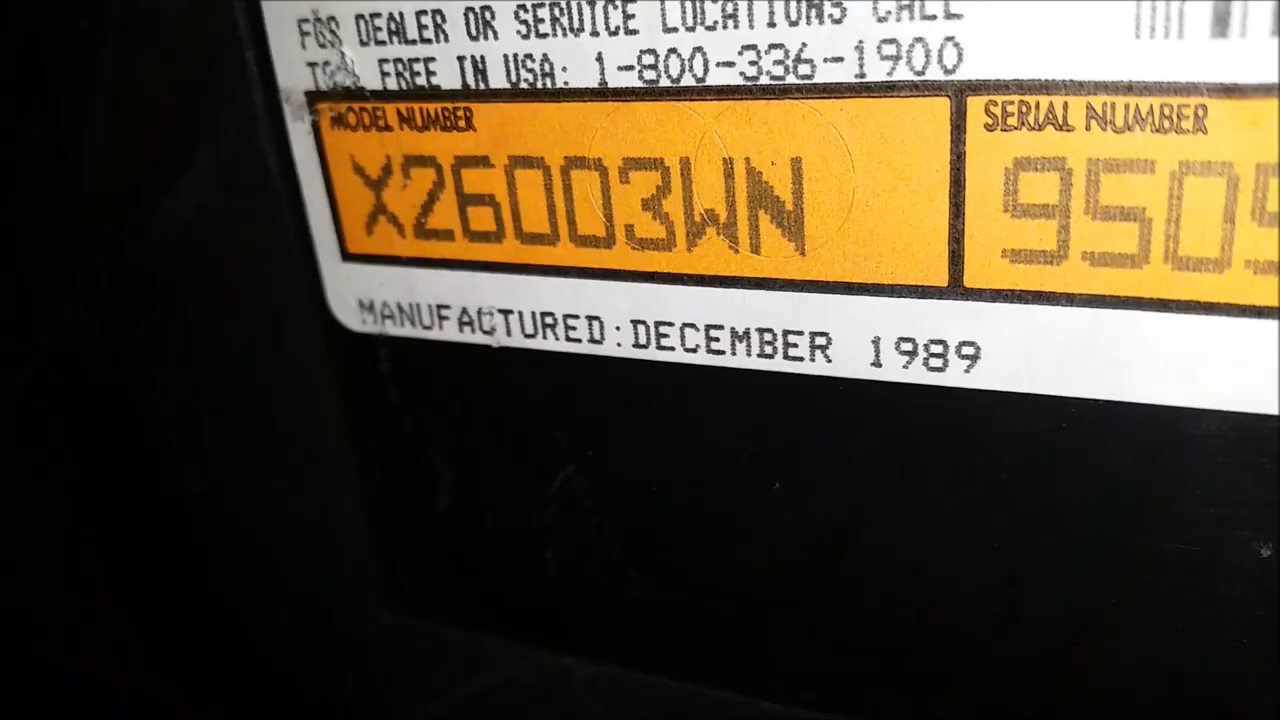 FOR DEALER OR SERVICE LOCATIONS CALL
TOLL FREE IN USA: 1-800-336-1900
MODEL NUMBER
X26003WN
SERIAL NUMBER
950
MANUFACTURED:DECEMBER 1989